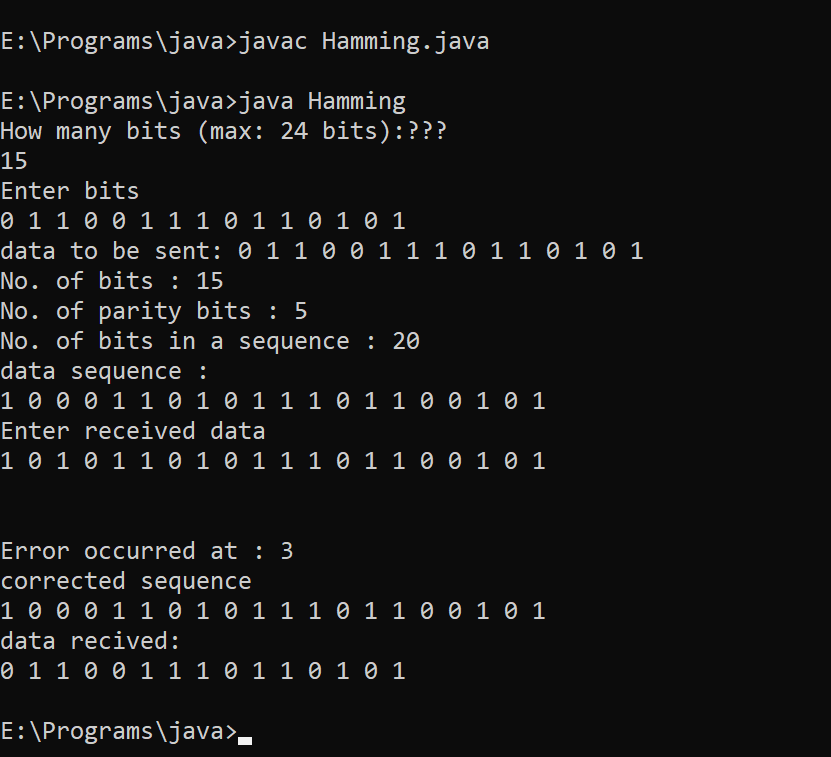 E:\Programs\java>javac Hamming.java
E:\Programs\java>java Hamming
How many bits (max: 24 bits):???
15
Enter bits
0 1 1 0 0 1 1 1 0 1 1 0 1 0 1
data to be sent: 0 1 1 0 0 1 1 1 0 1 1 0 1 0 1
No. of bits : 15
No. of parity bits : 5
No. of bits in a sequence : 20
data sequence :
1 0 0 0 1 1 0 1 0 1 1 1 0 1 1 0 0 1 0 1
Enter received data
1 0 1 0 1 1 0 1 0 1 1 1 0 1 1 0 0 1 0 1
Error occurred at : 3
corrected sequence
1 0 0 0 1 1 0 1 0 1 1 1 0 1 1 0 0 1 0 1
data recived:
0 1 1 0 0 1 1 1 0 1 1 0 1 0 1
E:\Programs\java>